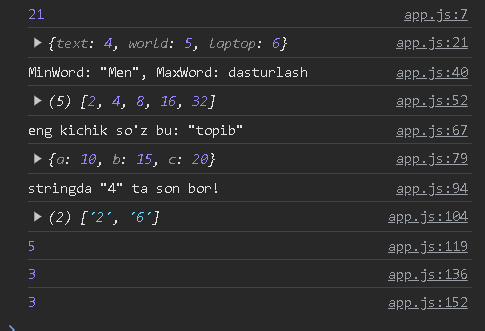 21 app.js:7
▶ {text: 4, world: 5, laptop: 6} app.js:21
MinWord: "Men", MaxWord: dasturlash app.js:40
▶ (5) [2, 4, 8, 16, 32] app.js:52
eng kichik so'z bu: "topib" app.js:67
▶ {a: 10, b: 15, c: 20} app.js:79
stringda "4" ta son bor! app.js:94
▶ (2) ['2', '6'] app.js:104
5 app.js:119
3 app.js:136
3 app.js:152